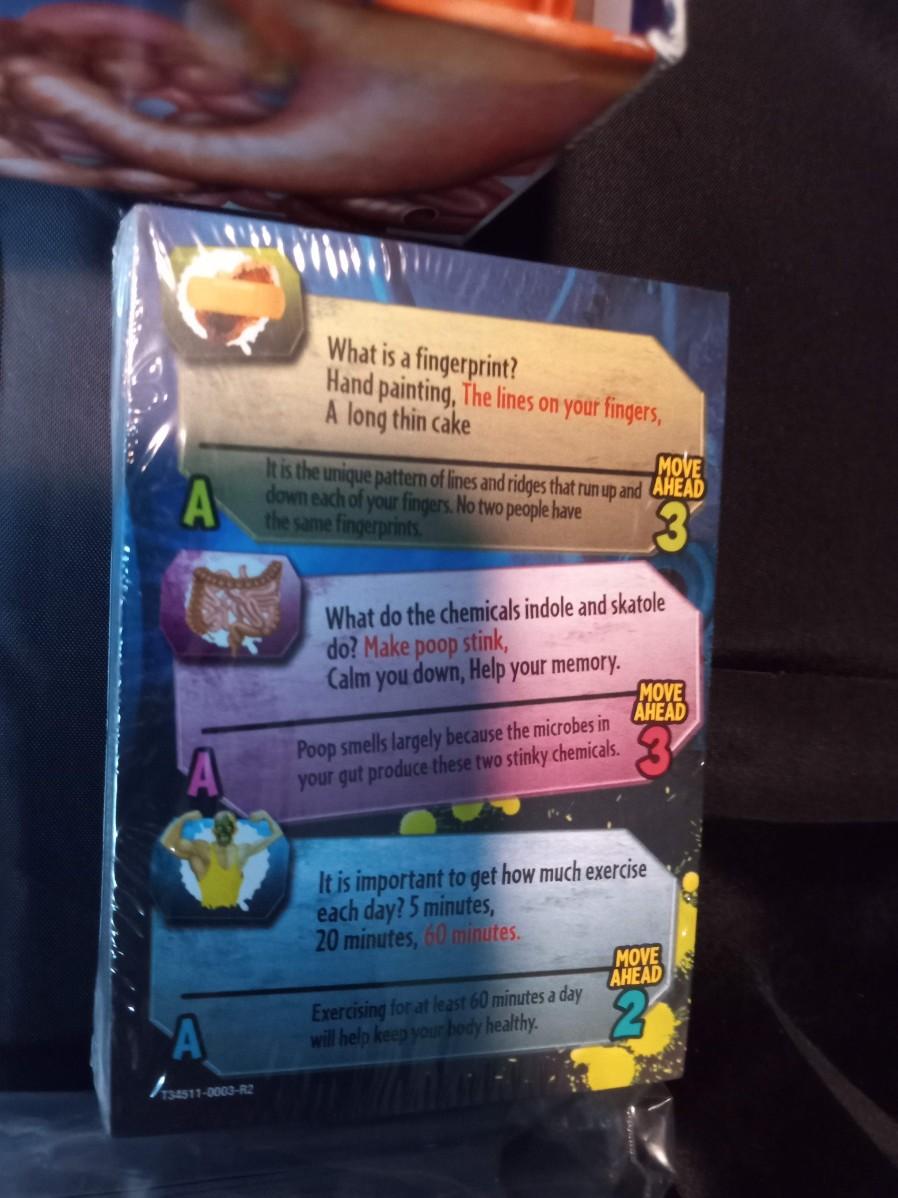 What is a fingerprint?
Hand painting, The lines on your fingers,
A long thin cake
It is the unique pattern of lines and ridges that run up and
down each of your fingers. No two people have
the same fingerprints.
A
MOVE
AHEAD
3
What do the chemicals indole and skatole
do? Make poop stink,
Calm you down, Help your memory.
Poop smells largely because the microbes in
your gut produce these two stinky chemicals.
A
MOVE
AHEAD
3
It is important to get how much exercise
each day? 5 minutes,
20 minutes, 60 minutes.
Exercising for at least 60 minutes a day
will help keep your body healthy.
A
MOVE
AHEAD
2
T34511-0003-R2